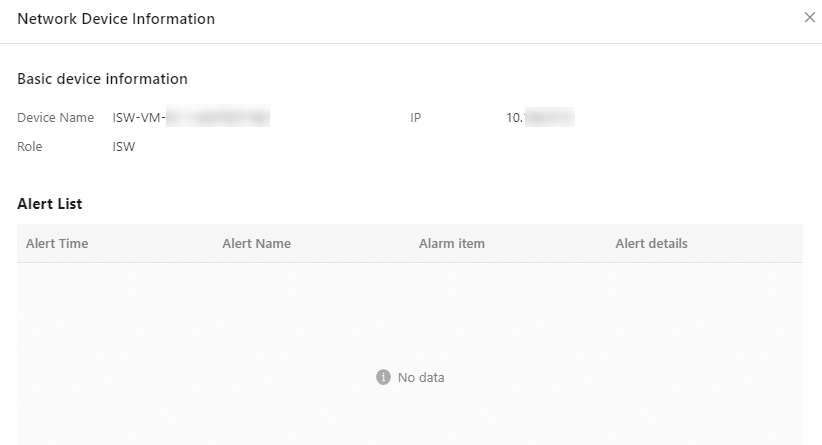 Network Device Information
Basic device information
Device Name ISW-VM- IP 10.
Role ISW
Alert List
Alert Time Alert Name Alarm item Alert details
No data